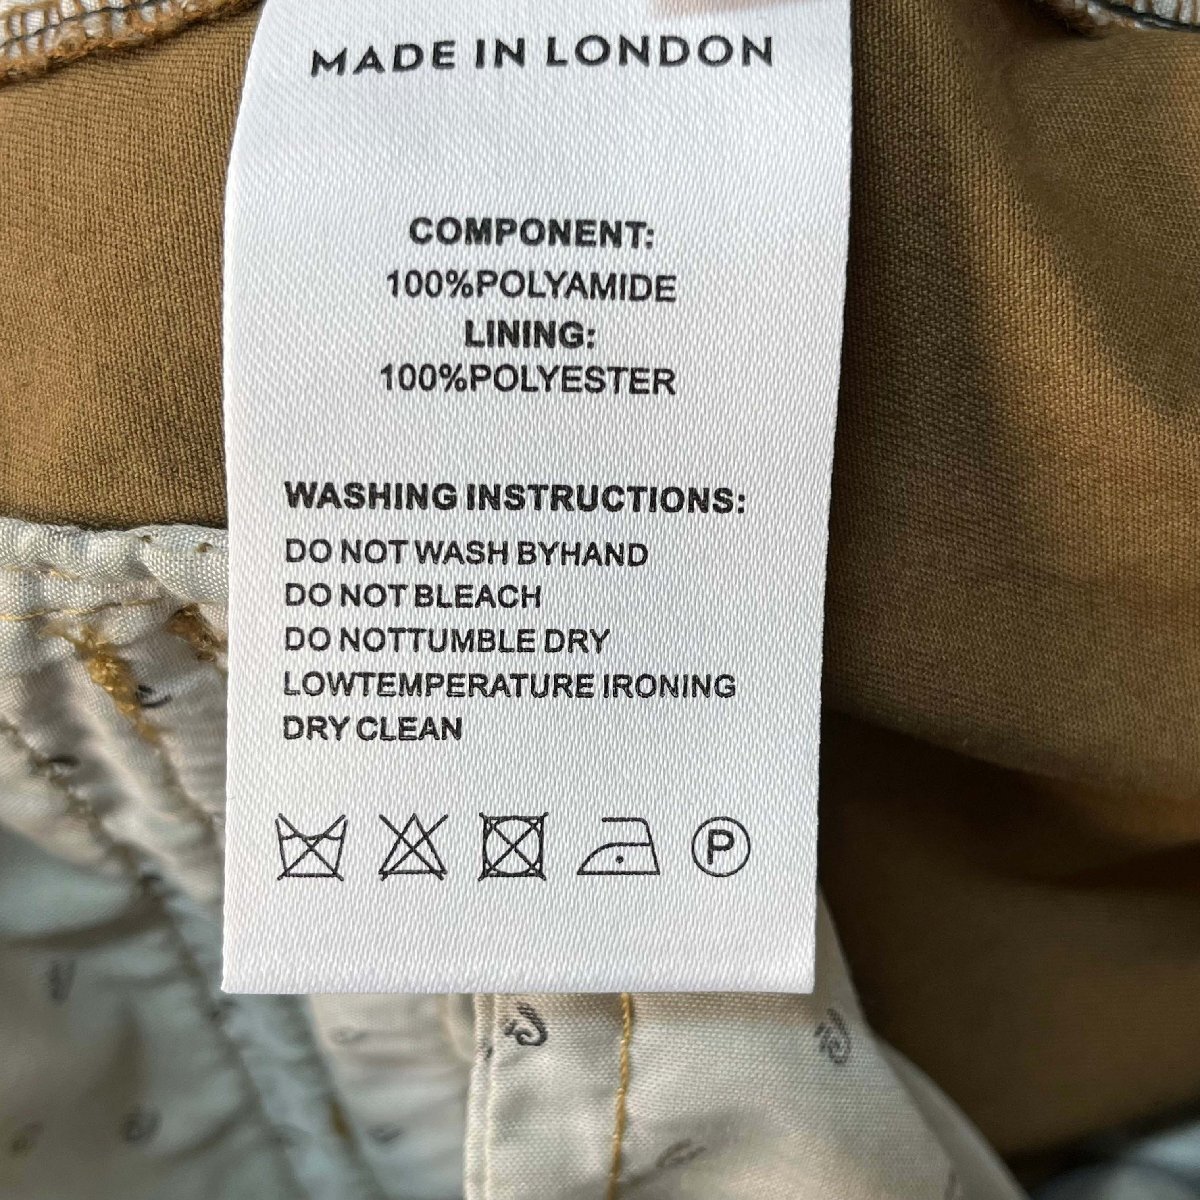 MADE IN LONDON
COMPONENT:
100%POLYAMIDE
LINING:
100%POLYESTER
WASHING INSTRUCTIONS:
DO NOT WASH BYHAND
DO NOT BLEACH
DO NOTTUMBLE DRY
LOWTEMPERATURE IRONING
DRY CLEAN
P